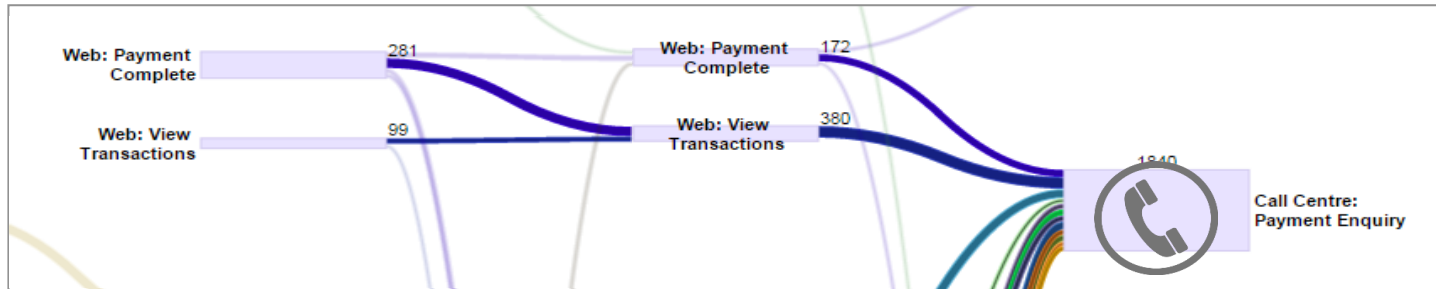 Web: Payment
Complete
281
Web: Payment
Complete
172
Web: View
Transactions
99
Web: View
Transactions
380
1840
Call Centre:
Payment Enquiry